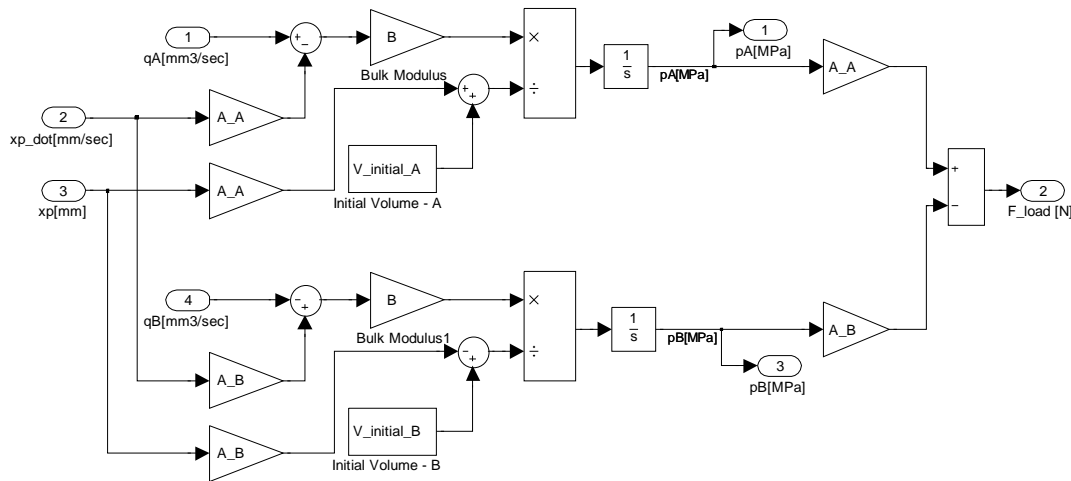 1
qA[mm3/sec]
+
−
B
Bulk Modulus
×
÷
1
s
pA[MPa]
1
pA[MPa]
A_A
2
xp_dot[mm/sec]
A_A
+
+
3
xp[mm]
A_A
V_initial_A
Initial Volume - A
+
−
2
F_load [N]
4
qB[mm3/sec]
−
+
B
Bulk Modulus1
×
÷
1
s
pB[MPa]
A_B
3
pB[MPa]
A_B
−
+
A_B
V_initial_B
Initial Volume - B